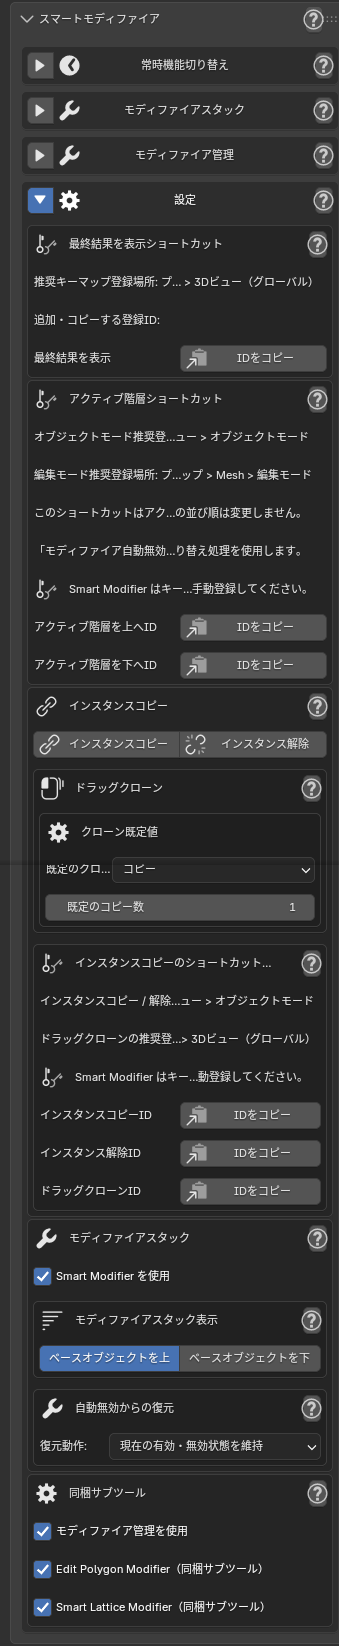 スマートモディファイア
常時機能切り替え
モディファイアスタック
モディファイア管理
設定
最終結果を表示ショートカット
推奨キーマップ登録場所: プ... > 3Dビュー（グローバル）
追加・コピーする登録ID:
最終結果を表示 IDをコピー
アクティブ階層ショートカット
オブジェクトモード推奨登...ュー > オブジェクトモード
編集モード推奨登録場所: プ...ップ > Mesh > 編集モード
このショートカットはアク...の並び順は変更しません。
「モディファイア自動無効...り替え処理を使用します。
Smart Modifier はキー...手動登録してください。
アクティブ階層を上へID IDをコピー
アクティブ階層を下へID IDをコピー
インスタンスコピー
インスタンスコピー インスタンス解除
ドラッグクローン
クローン既定値
既定のクロ... コピー
既定のコピー数 1
インスタンスコピーのショートカット...
インスタンスコピー / 解除...ュー > オブジェクトモード
ドラッグクローンの推奨登...> 3Dビュー（グローバル）
Smart Modifier はキー...動登録してください。
インスタンスコピーID IDをコピー
インスタンス解除ID IDをコピー
ドラッグクローンID IDをコピー
モディファイアスタック
Smart Modifier を使用
モディファイアスタック表示
ベースオブジェクトを上 ベースオブジェクトを下
自動無効からの復元
復元動作: 現在の有効・無効状態を維持
同梱サブツール
モディファイア管理を使用
Edit Polygon Modifier（同梱サブツール）
Smart Lattice Modifier（同梱サブツール）